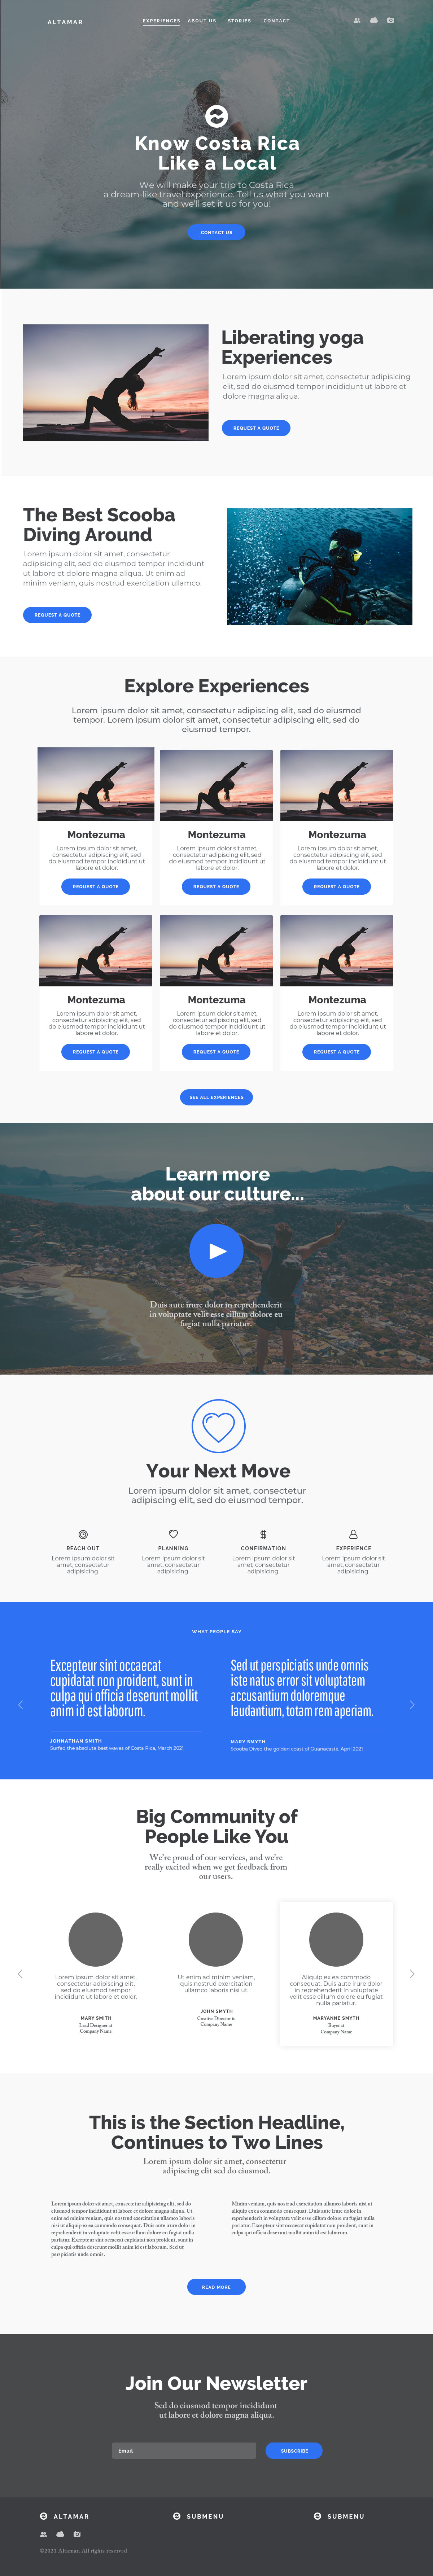 ALTAMAR
EXPERIENCES ABOUT US STORIES CONTACT
Know Costa Rica
Like a Local
We will make your trip to Costa Rica
a dream-like travel experience. Tell us what you want
and we'll set it up for you!
CONTACT US
Liberating yoga
Experiences
Lorem ipsum dolor sit amet, consectetur adipisicing
elit, sed do eiusmod tempor incididunt ut labore et
dolore magna aliqua.
REQUEST A QUOTE
The Best Scooba
Diving Around
Lorem ipsum dolor sit amet, consectetur
adipisicing elit, sed do eiusmod tempor incididunt
ut labore et dolore magna aliqua. Ut enim ad
minim veniam, quis nostrud exercitation ullamco.
REQUEST A QUOTE
Explore Experiences
Lorem ipsum dolor sit amet, consectetur adipisicing elit, sed do eiusmod
tempor. Lorem ipsum dolor sit amet, consectetur adipisicing elit, sed do
eiusmod tempor.
Montezuma
Lorem ipsum dolor sit amet,
consectetur adipiscing elit, sed
do eiusmod tempor incididunt ut
labore et dolor.
REQUEST A QUOTE
Montezuma
Lorem ipsum dolor sit amet,
consectetur adipiscing elit, sed
do eiusmod tempor incididunt ut
labore et dolor.
REQUEST A QUOTE
Montezuma
Lorem ipsum dolor sit amet,
consectetur adipiscing elit, sed
do eiusmod tempor incididunt ut
labore et dolor.
REQUEST A QUOTE
Montezuma
Lorem ipsum dolor sit amet,
consectetur adipiscing elit, sed
do eiusmod tempor incididunt ut
labore et dolor.
REQUEST A QUOTE
Montezuma
Lorem ipsum dolor sit amet,
consectetur adipiscing elit, sed
do eiusmod tempor incididunt ut
labore et dolor.
REQUEST A QUOTE
Montezuma
Lorem ipsum dolor sit amet,
consectetur adipiscing elit, sed
do eiusmod tempor incididunt ut
labore et dolor.
REQUEST A QUOTE
SEE ALL EXPERIENCES
Learn more
about our culture...
Duis aute irure dolor in reprehenderit
in voluptate velit esse cillum dolore eu
fugiat nulla pariatur.
Your Next Move
Lorem ipsum dolor sit amet, consectetur
adipisicing elit, sed do eiusmod tempor.
REACH OUT
Lorem ipsum dolor sit
amet, consectetur
adipisicing.
PLANNING
Lorem ipsum dolor sit
amet, consectetur
adipisicing.
CONFIRMATION
Lorem ipsum dolor sit
amet, consectetur
adipisicing.
EXPERIENCE
Lorem ipsum dolor sit
amet, consectetur
adipisicing.
WHAT PEOPLE SAY
Excepteur sint occaecat
cupidatat non proident, sunt in
culpa qui officia deserunt mollit
anim id est laborum.
JOHNATHAN SMITH
Surfed the absolute best waves of Costa Rica, March 2021
Sed ut perspiciatis unde omnis
iste natus error sit voluptatem
accusantium doloremque
laudantium, totam rem aperiam.
MARY SMYTH
Scooba Dived the golden coast of Guanacaste, April 2021
Big Community of
People Like You
We're proud of our services, and we're
really excited when we get feedback from
our users.
Lorem ipsum dolor sit amet,
consectetur adipiscing elit,
sed do eiusmod tempor
incididunt ut labore et dolor.
MARY SMITH
Lead Designer at
Company Name
Ut enim ad minim veniam,
quis nostrud exercitation
ullamco laboris nisi ut.
JOHN SMYTH
Creative Director in
Company Name
Aliquip ex ea commodo
consequat. Duis aute irure dolor
in reprehenderit in voluptate
velit esse cillum dolore eu fugiat
nulla pariatur.
MARYANNE SMYTH
Buyer at
Company Name
This is the Section Headline,
Continues to Two Lines
Lorem ipsum dolor sit amet, consectetur
adipiscing elit sed do eiusmod.
Lorem ipsum dolor sit amet, consectetur adipisicing elit, sed do
eiusmod tempor incididunt ut labore et dolore magna aliqua. Ut
enim ad minim veniam, quis nostrud exercitation ullamco laboris
nisi ut aliquip ex ea commodo consequat. Duis aute irure dolor in
reprehenderit in voluptate velit esse cillum dolore eu fugiat nulla
pariatur. Excepteur sint occaecat cupidatat non proident, sunt in
culpa qui officia deserunt mollit anim id est laborum. Sed ut
perspiciatis unde omnis.
Minim veniam, quis nostrud exercitation ullamco laboris nisi ut
aliquip ex ea commodo consequat. Duis aute irure dolor in
reprehenderit in voluptate velit esse cillum dolore eu fugiat nulla
pariatur. Excepteur sint occaecat cupidatat non proident, sunt in
culpa qui officia deserunt mollit anim id est laborum.
READ MORE
Join Our Newsletter
Sed do eiusmod tempor incididunt
ut labore et dolore magna aliqua.
Email
SUBSCRIBE
ALTAMAR SUBMENU SUBMENU
©2021 Altamar. All rights reserved